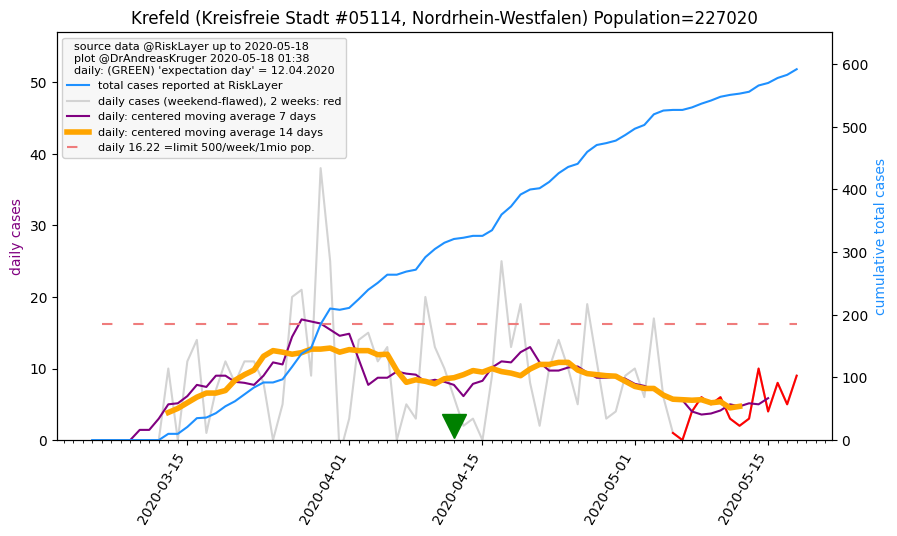 Krefeld (Kreisfreie Stadt #05114, Nordrhein-Westfalen) Population=227020
source data @RiskLayer up to 2020-05-18
plot @DrAndreasKruger 2020-05-18 01:38
daily: (GREEN) 'expectation day' = 12.04.2020
total cases reported at RiskLayer
daily cases (weekend-flawed), 2 weeks: red
daily: centered moving average 7 days
daily: centered moving average 14 days
daily 16.22 =limit 500/week/1mio pop.
daily cases
50
40
30
20
10
0
cumulative total cases
600
500
400
300
200
100
0
2020-03-15
2020-04-01
2020-04-15
2020-05-01
2020-05-15